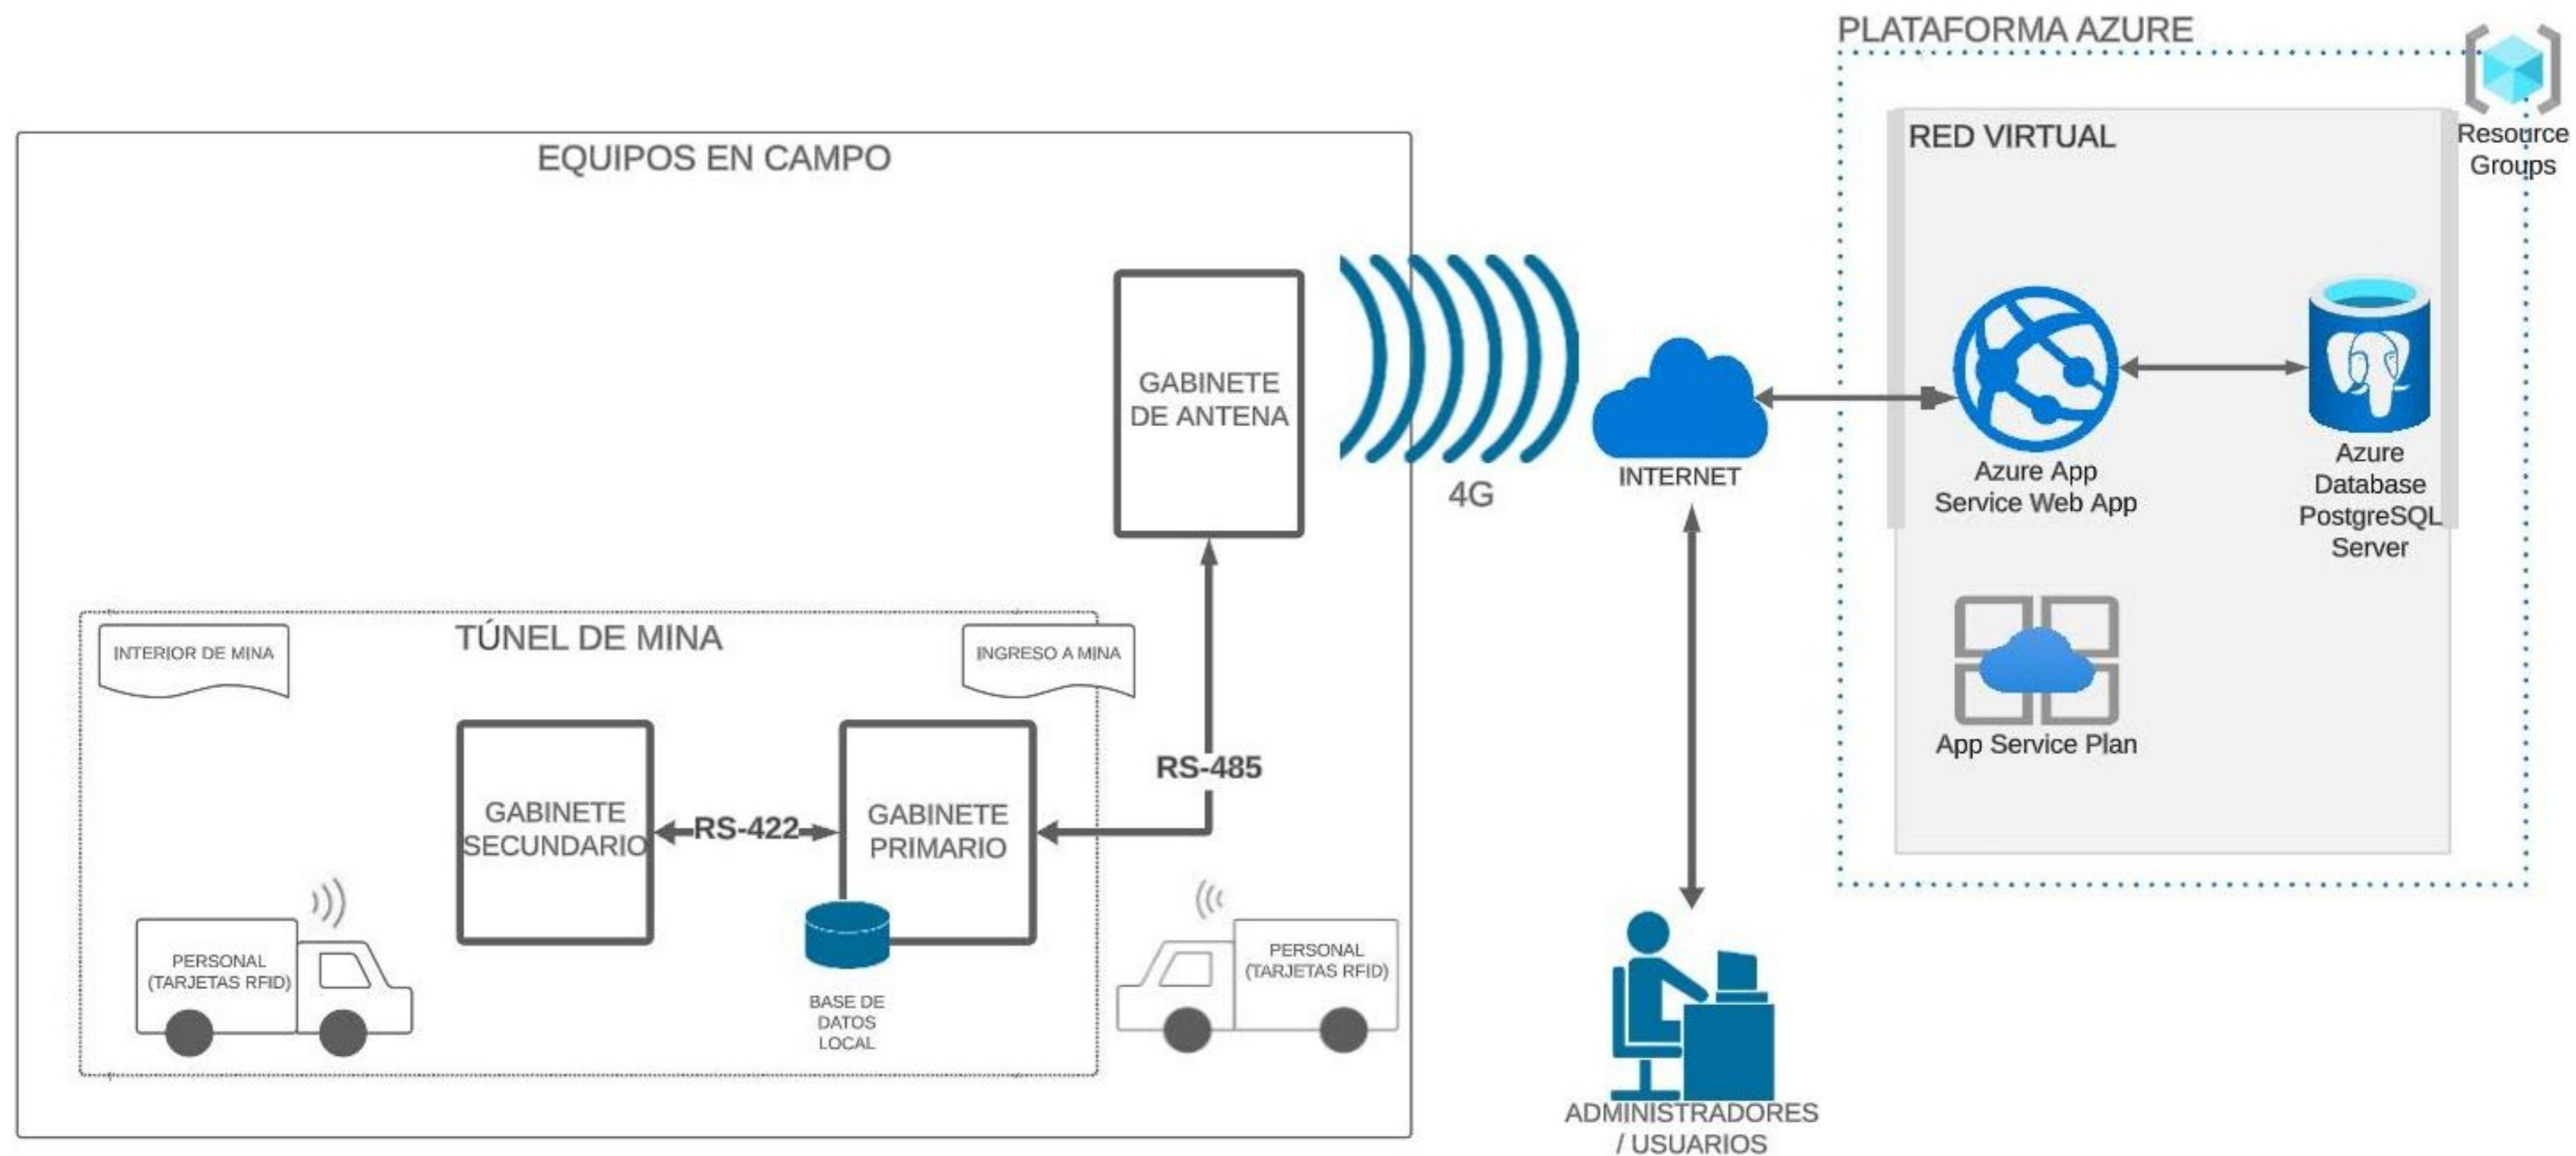 PLATAFORMA AZURE
Resource
Groups
RED VIRTUAL
EQUIPOS EN CAMPO
GABINETE
DE ANTENA
4G
INTERNET
Azure App
Service Web App
Azure
Database
PostgreSQL
Server
App Service Plan
TÚNEL DE MINA
INTERIOR DE MINA
INGRESO A MINA
RS-485
GABINETE
SECUNDARIO
RS-422
GABINETE
PRIMARIO
PERSONAL
(TARJETAS RFID)
BASE DE
DATOS
LOCAL
PERSONAL
(TARJETAS RFID)
ADMINISTRADORES
/ USUARIOS